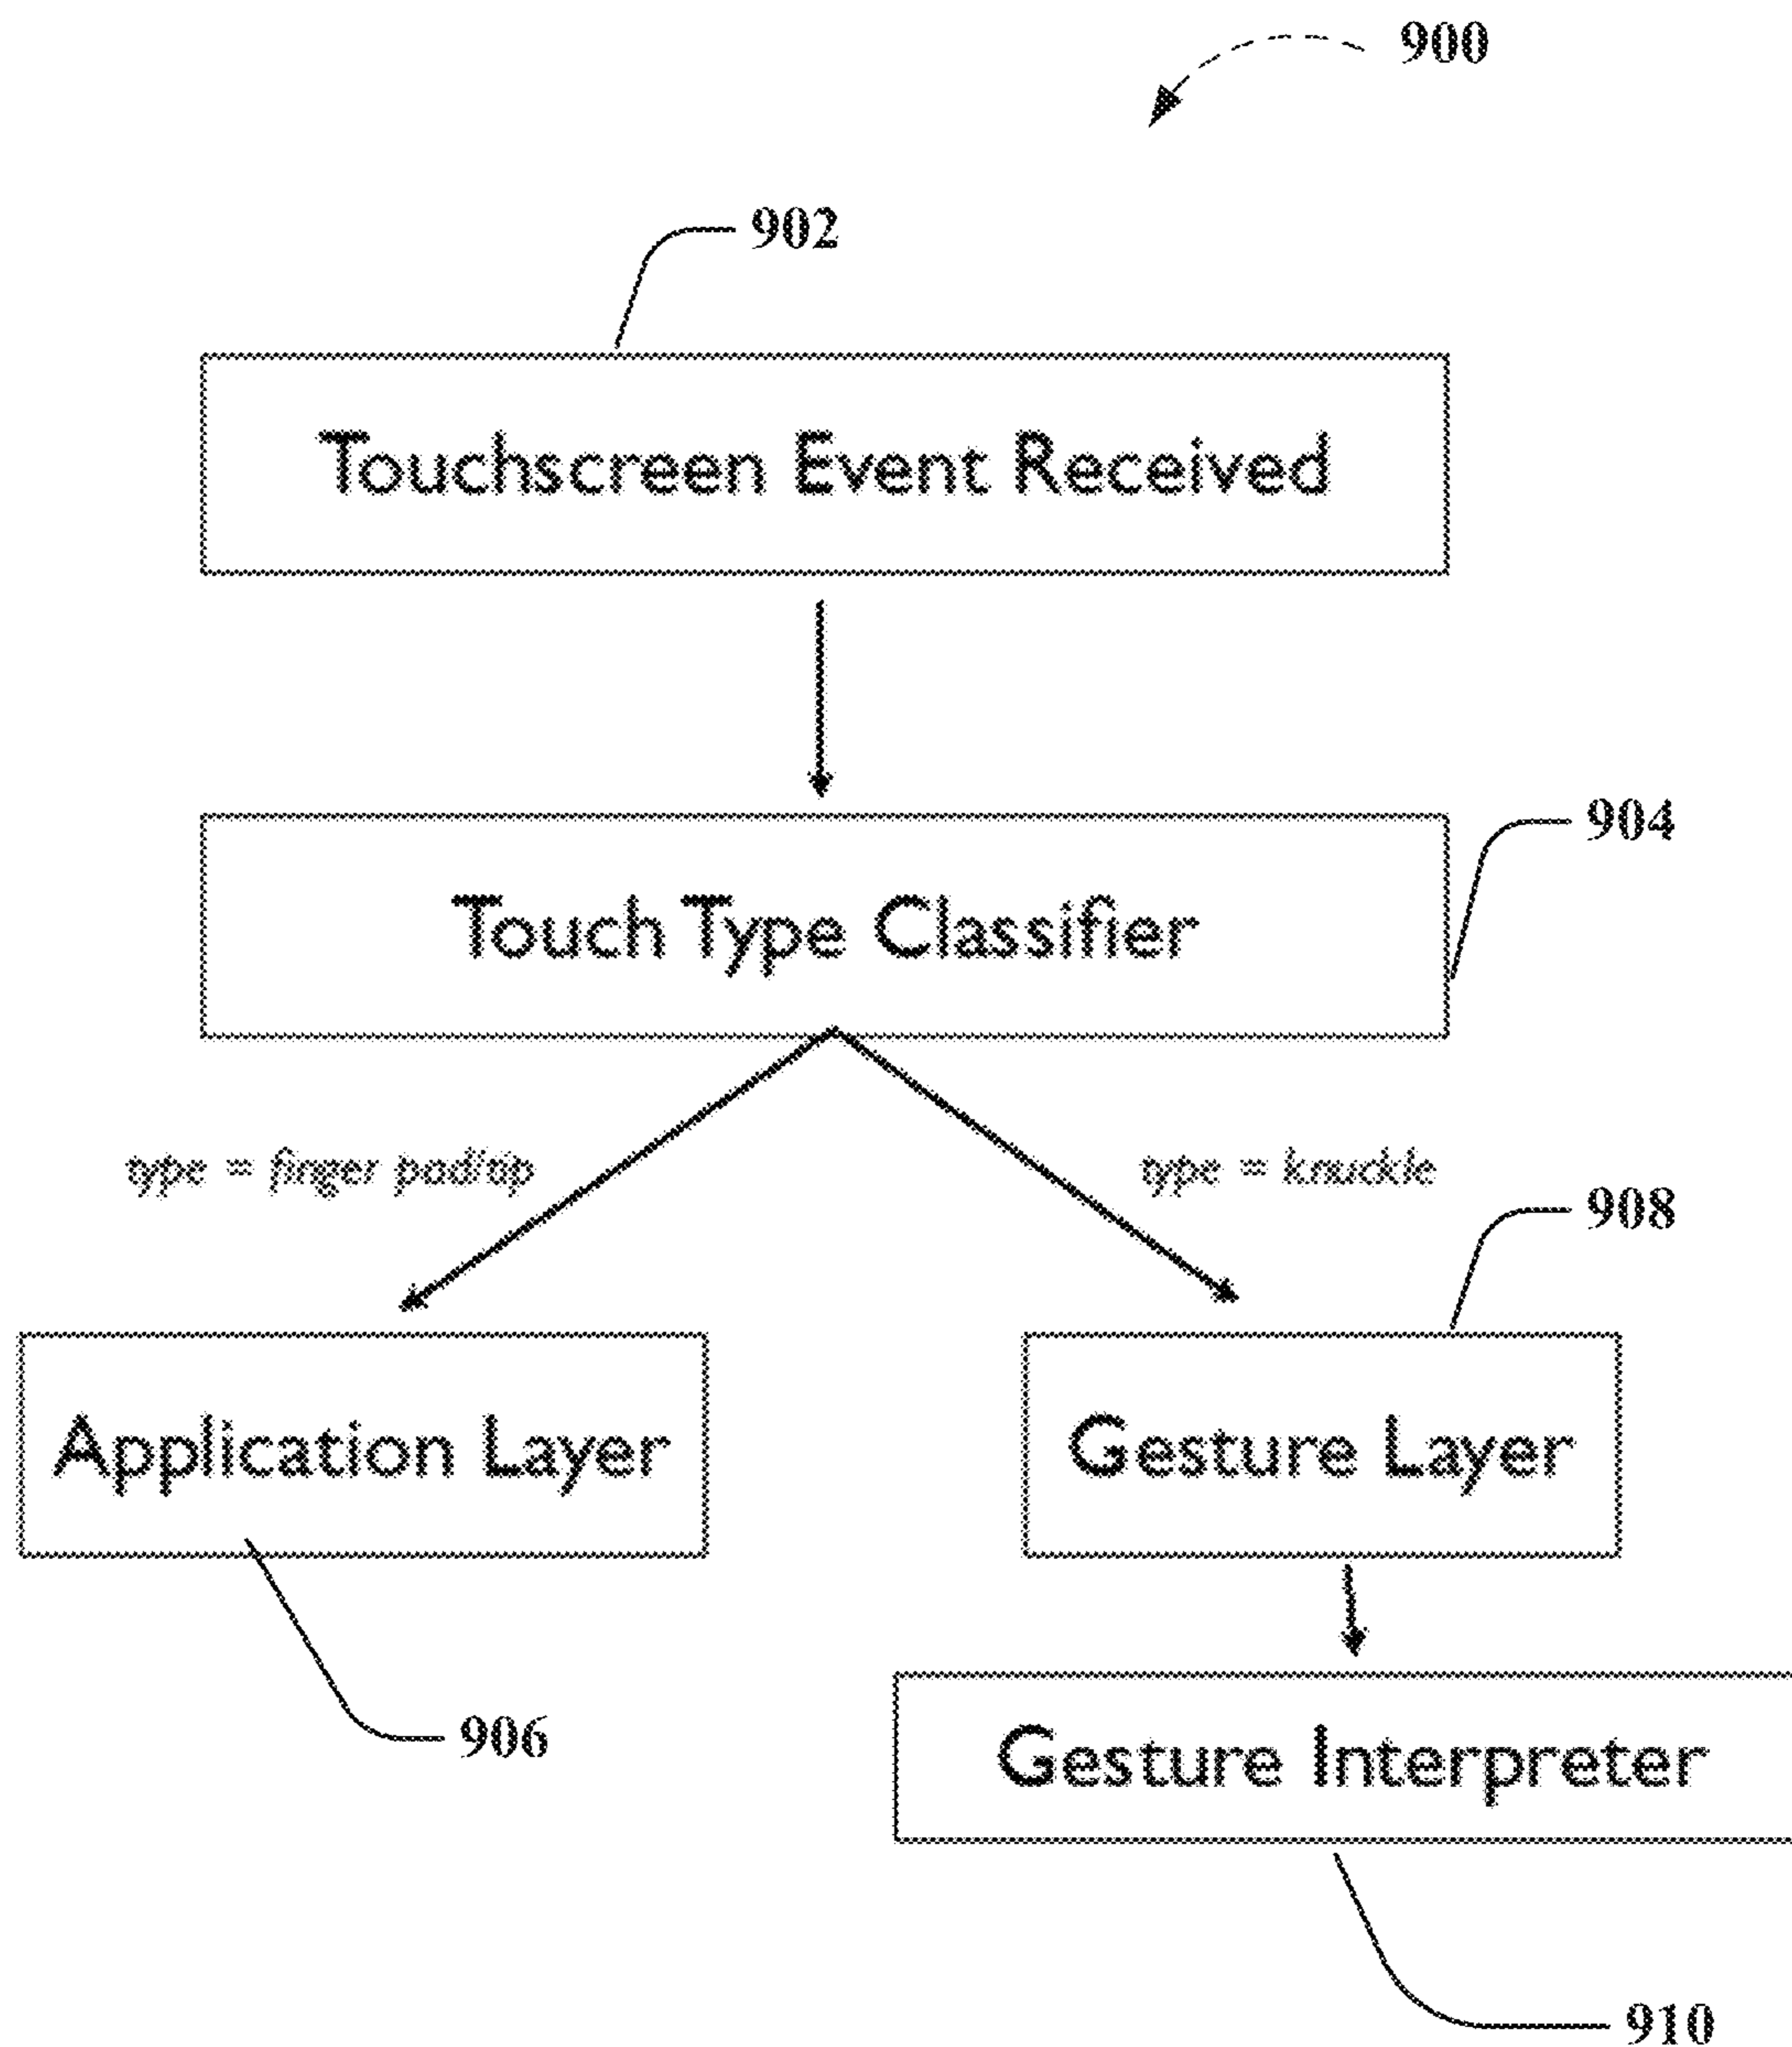 900
902
Touchscreen Event Received
904
Touch Type Classifier
type = finger pad/tip
type = knuckle
908
Application Layer
Gesture Layer
906
Gesture Interpreter
910